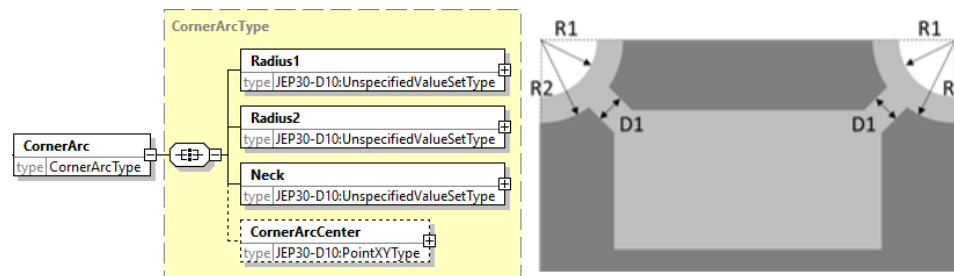 CornerArcType
Radius1
type JEP30-D10:UnspecifiedValueSetType
Radius2
type JEP30-D10:UnspecifiedValueSetType
CornerArc
type CornerArcType
Neck
type JEP30-D10:UnspecifiedValueSetType
CornerArcCenter
type JEP30-D10:PointXYType
R1
R1
R2
R
D1
D1